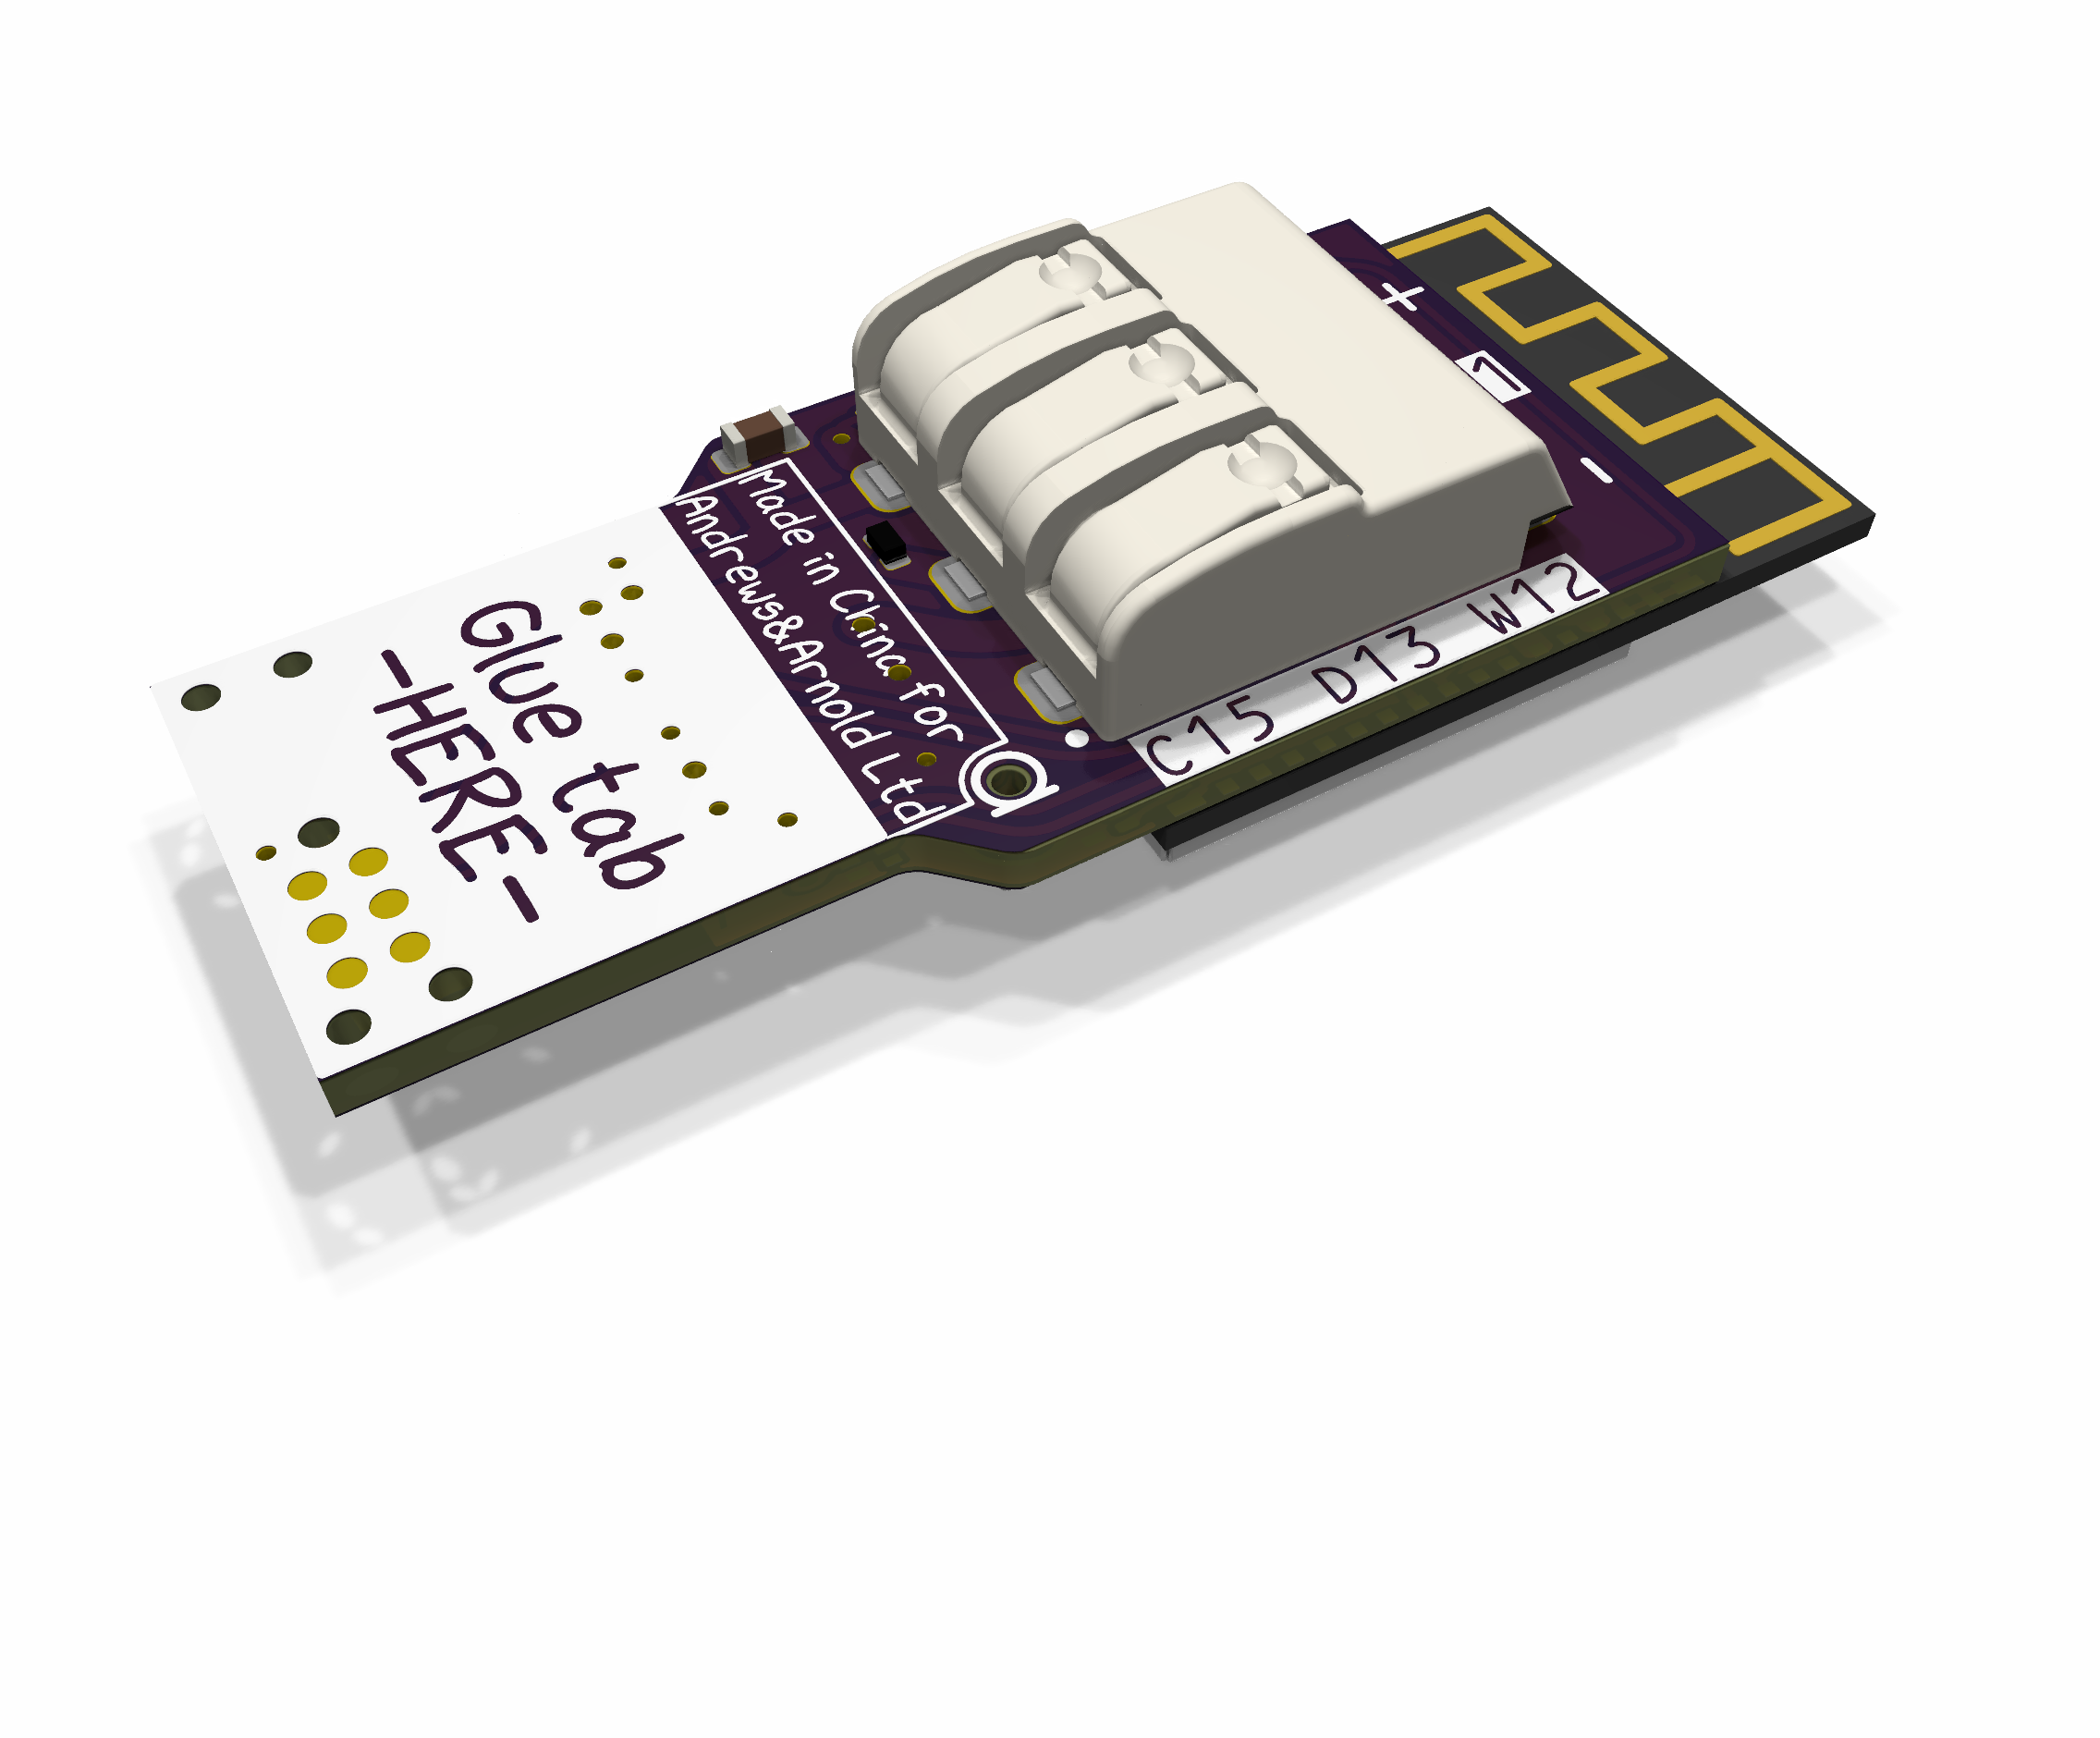 Glue tab
-HERE-
Made in China for
Andrews&Arnold Ltd
+
1
-
C15 D13 W12